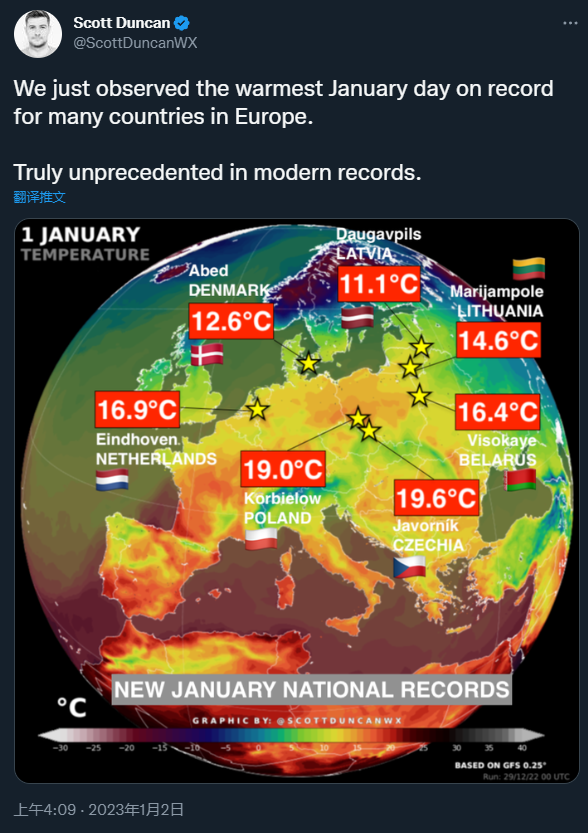 Scott Duncan
@ScottDuncanWX
We just observed the warmest January day on record
for many countries in Europe.
Truly unprecedented in modern records.
翻译推文
1 JANUARY
TEMPERATURE
Daugavpils
LATVIA
11.1°C
Abed
DENMARK
12.6°C
Marijampole
LITHUANIA
14.6°C
16.9°C
Eindhoven
NETHERLANDS
16.4°C
Visokaye
BELARUS
19.0°C
Korbielow
POLAND
19.6°C
Javorník
CZECHIA
NEW JANUARY NATIONAL RECORDS
°C
GRAPHIC BY: @SCOTTDUNCANWX
−30 −25 −20 −15 −10 −5 0 5 10 15 20 25 30 35 40
BASED ON GFS 0.25°
Run: 29/12/22 00 UTC
上午4:09 · 2023年1月2日